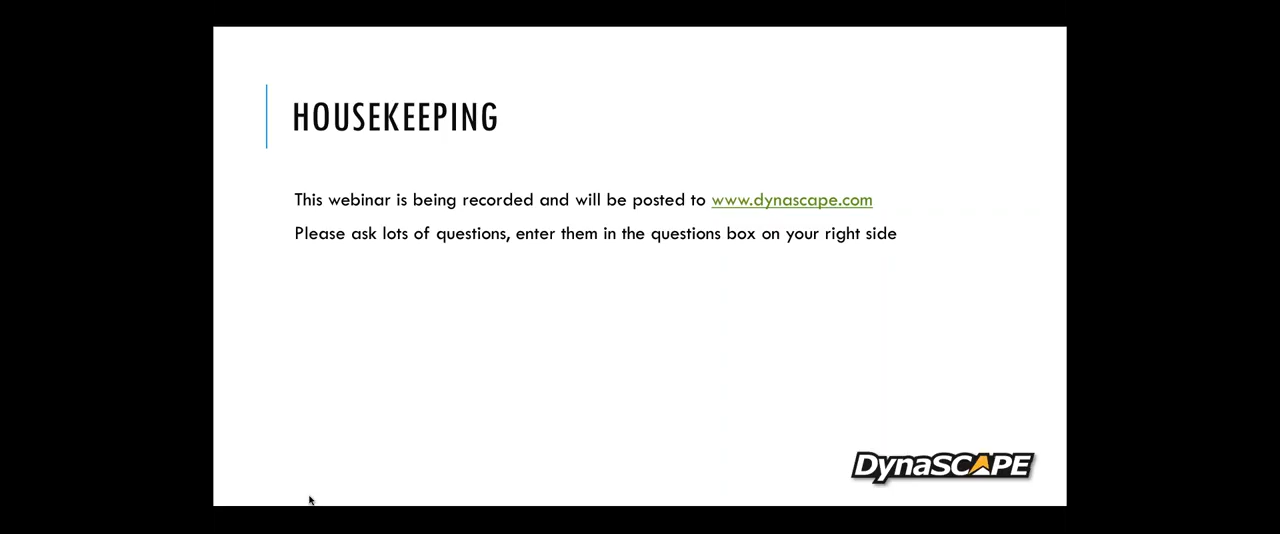 HOUSEKEEPING
This webinar is being recorded and will be posted to www.dynascape.com
Please ask lots of questions, enter them in the questions box on your right side
DynaSCAPE